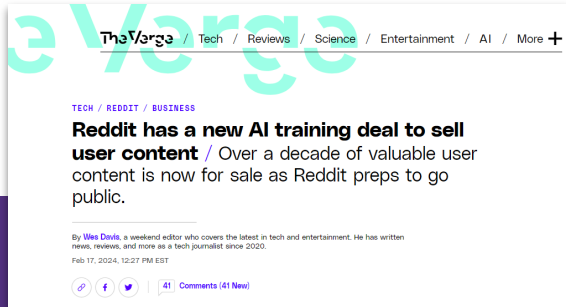 e Verge
The Verge / Tech / Reviews / Science / Entertainment / AI / More +
TECH / REDDIT / BUSINESS
Reddit has a new AI training deal to sell
user content / Over a decade of valuable user
content is now for sale as Reddit preps to go
public.
By Wes Davis, a weekend editor who covers the latest in tech and entertainment. He has written
news, reviews, and more as a tech journalist since 2020.
Feb 17, 2024, 12:27 PM EST
41 Comments (41 New)